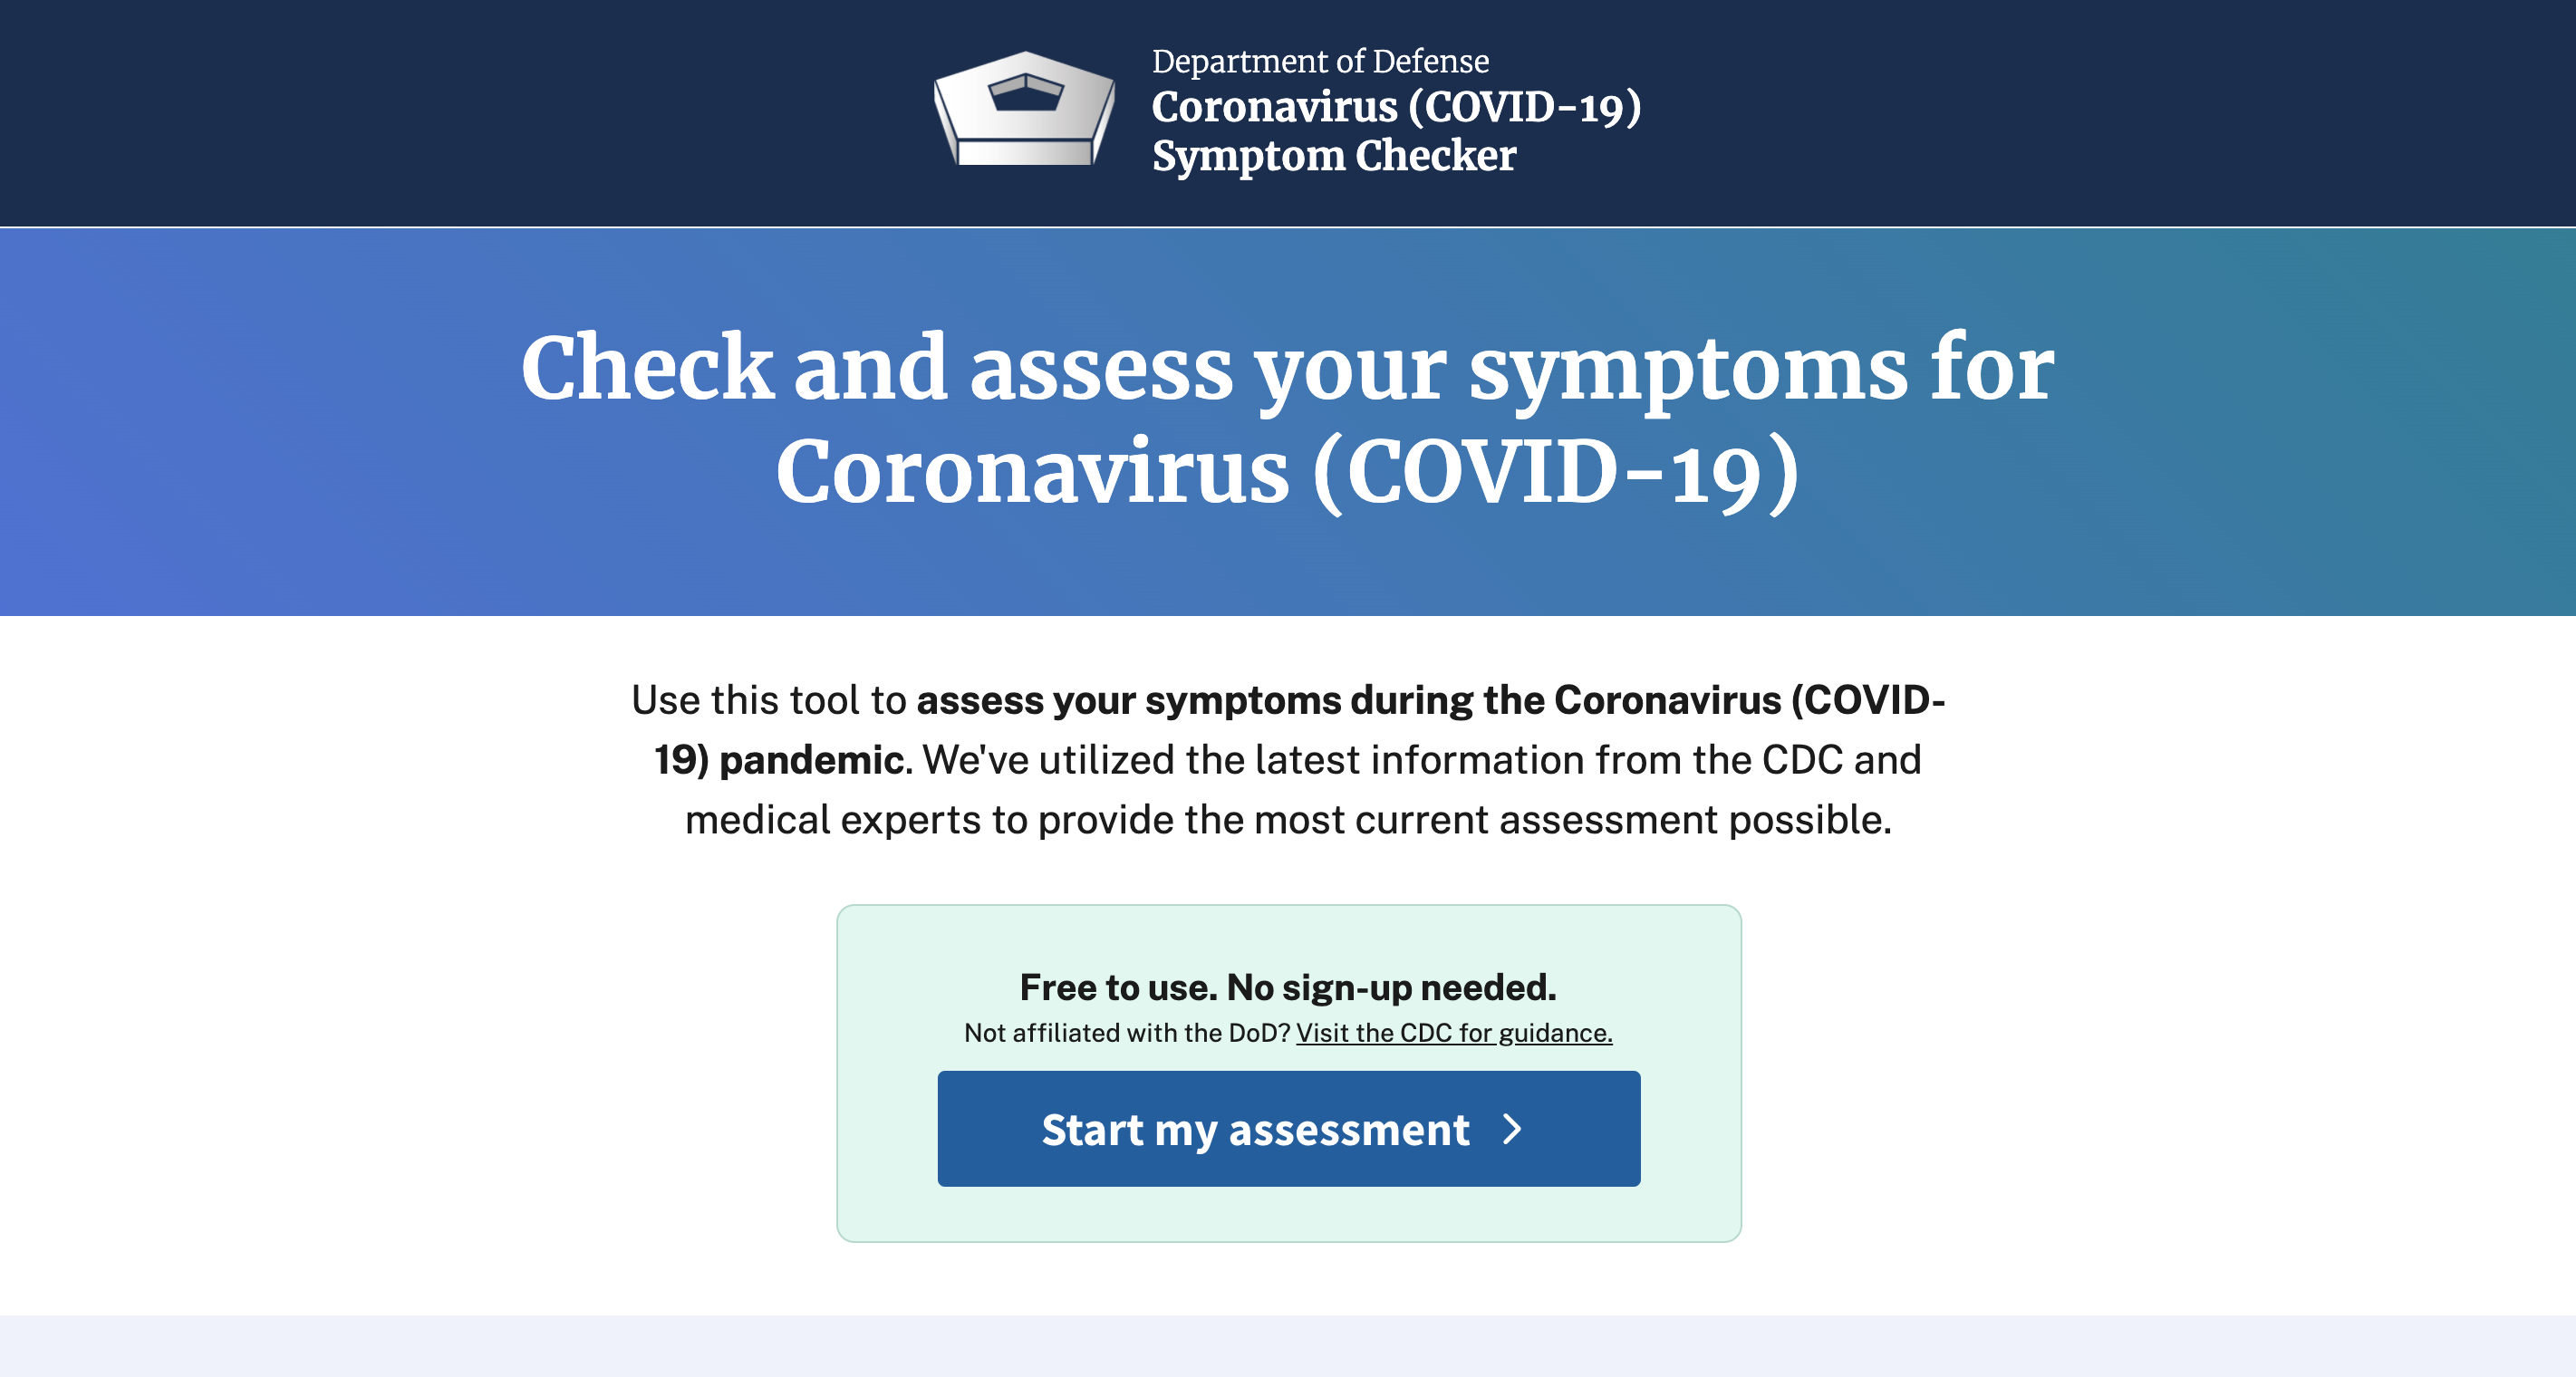 Department of Defense
Coronavirus (COVID-19)
Symptom Checker
Check and assess your symptoms for
Coronavirus (COVID-19)
Use this tool to assess your symptoms during the Coronavirus (COVID-
19) pandemic. We've utilized the latest information from the CDC and
medical experts to provide the most current assessment possible.
Free to use. No sign-up needed.
Not affiliated with the DoD? Visit the CDC for guidance.
Start my assessment